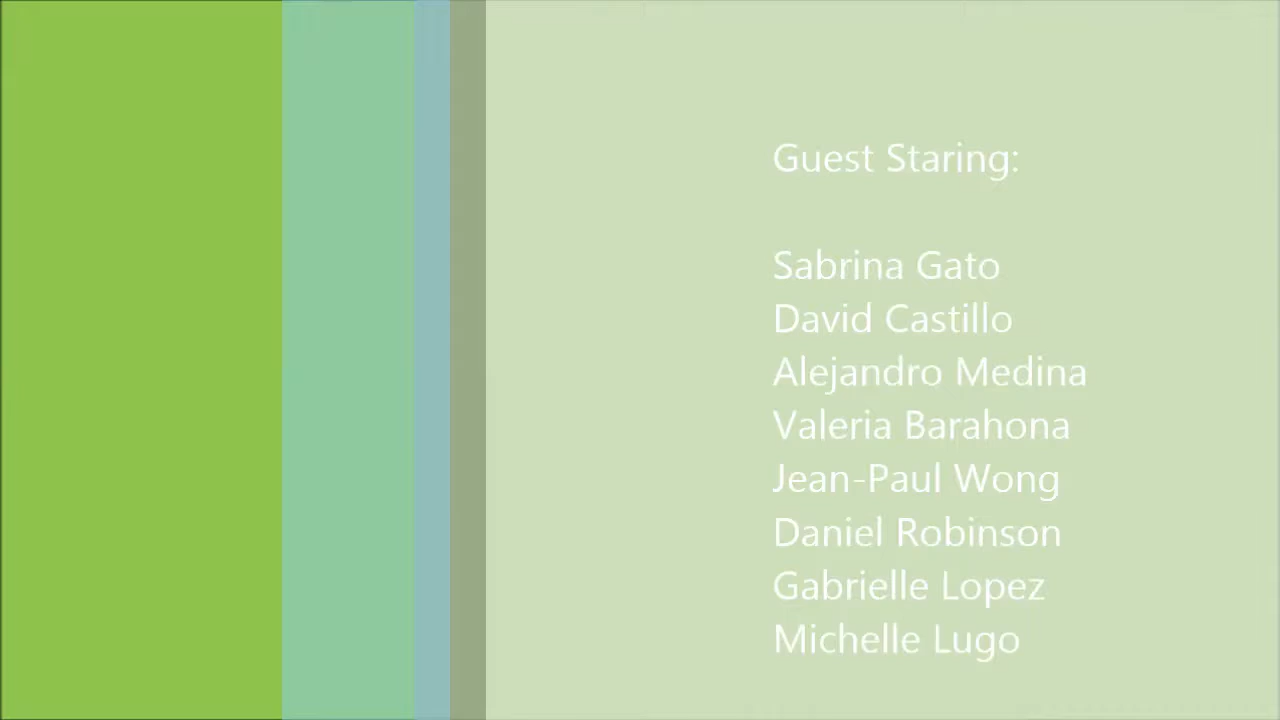 Guest Staring:
Sabrina Gato
David Castillo
Alejandro Medina
Valeria Barahona
Jean-Paul Wong
Daniel Robinson
Gabrielle Lopez
Michelle Lugo